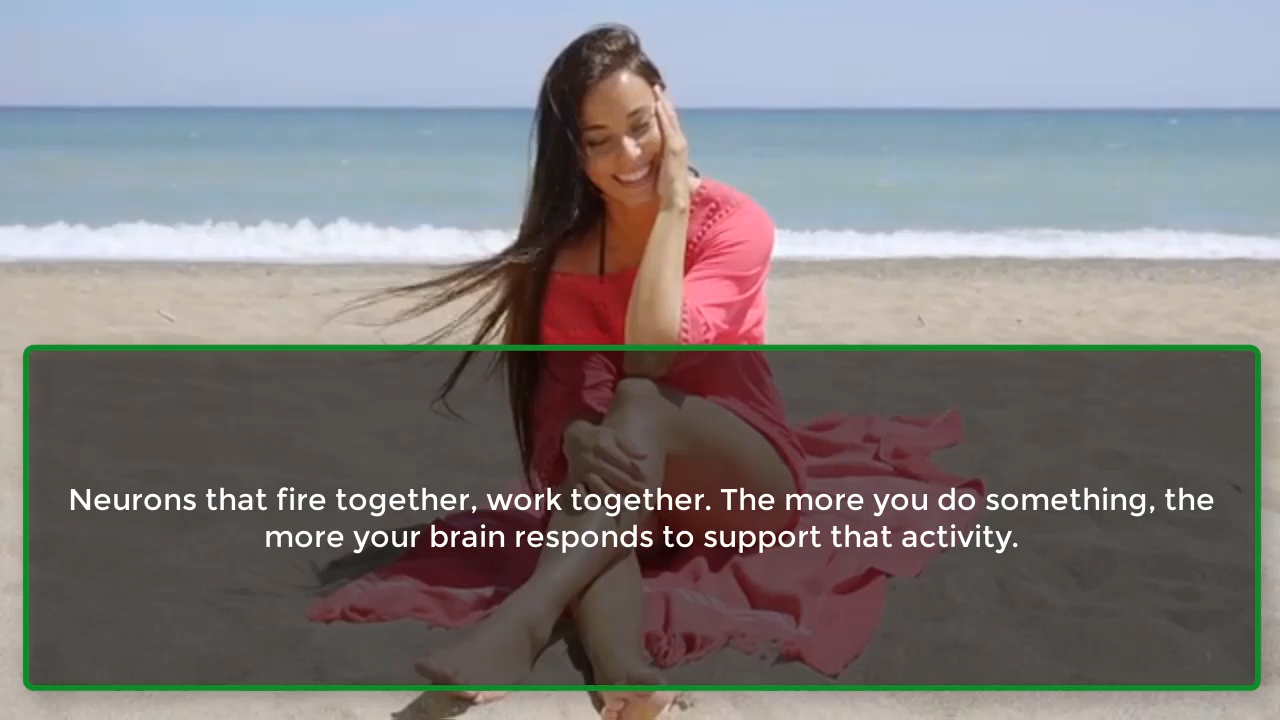 Neurons that fire together, work together. The more you do something, the
more your brain responds to support that activity.